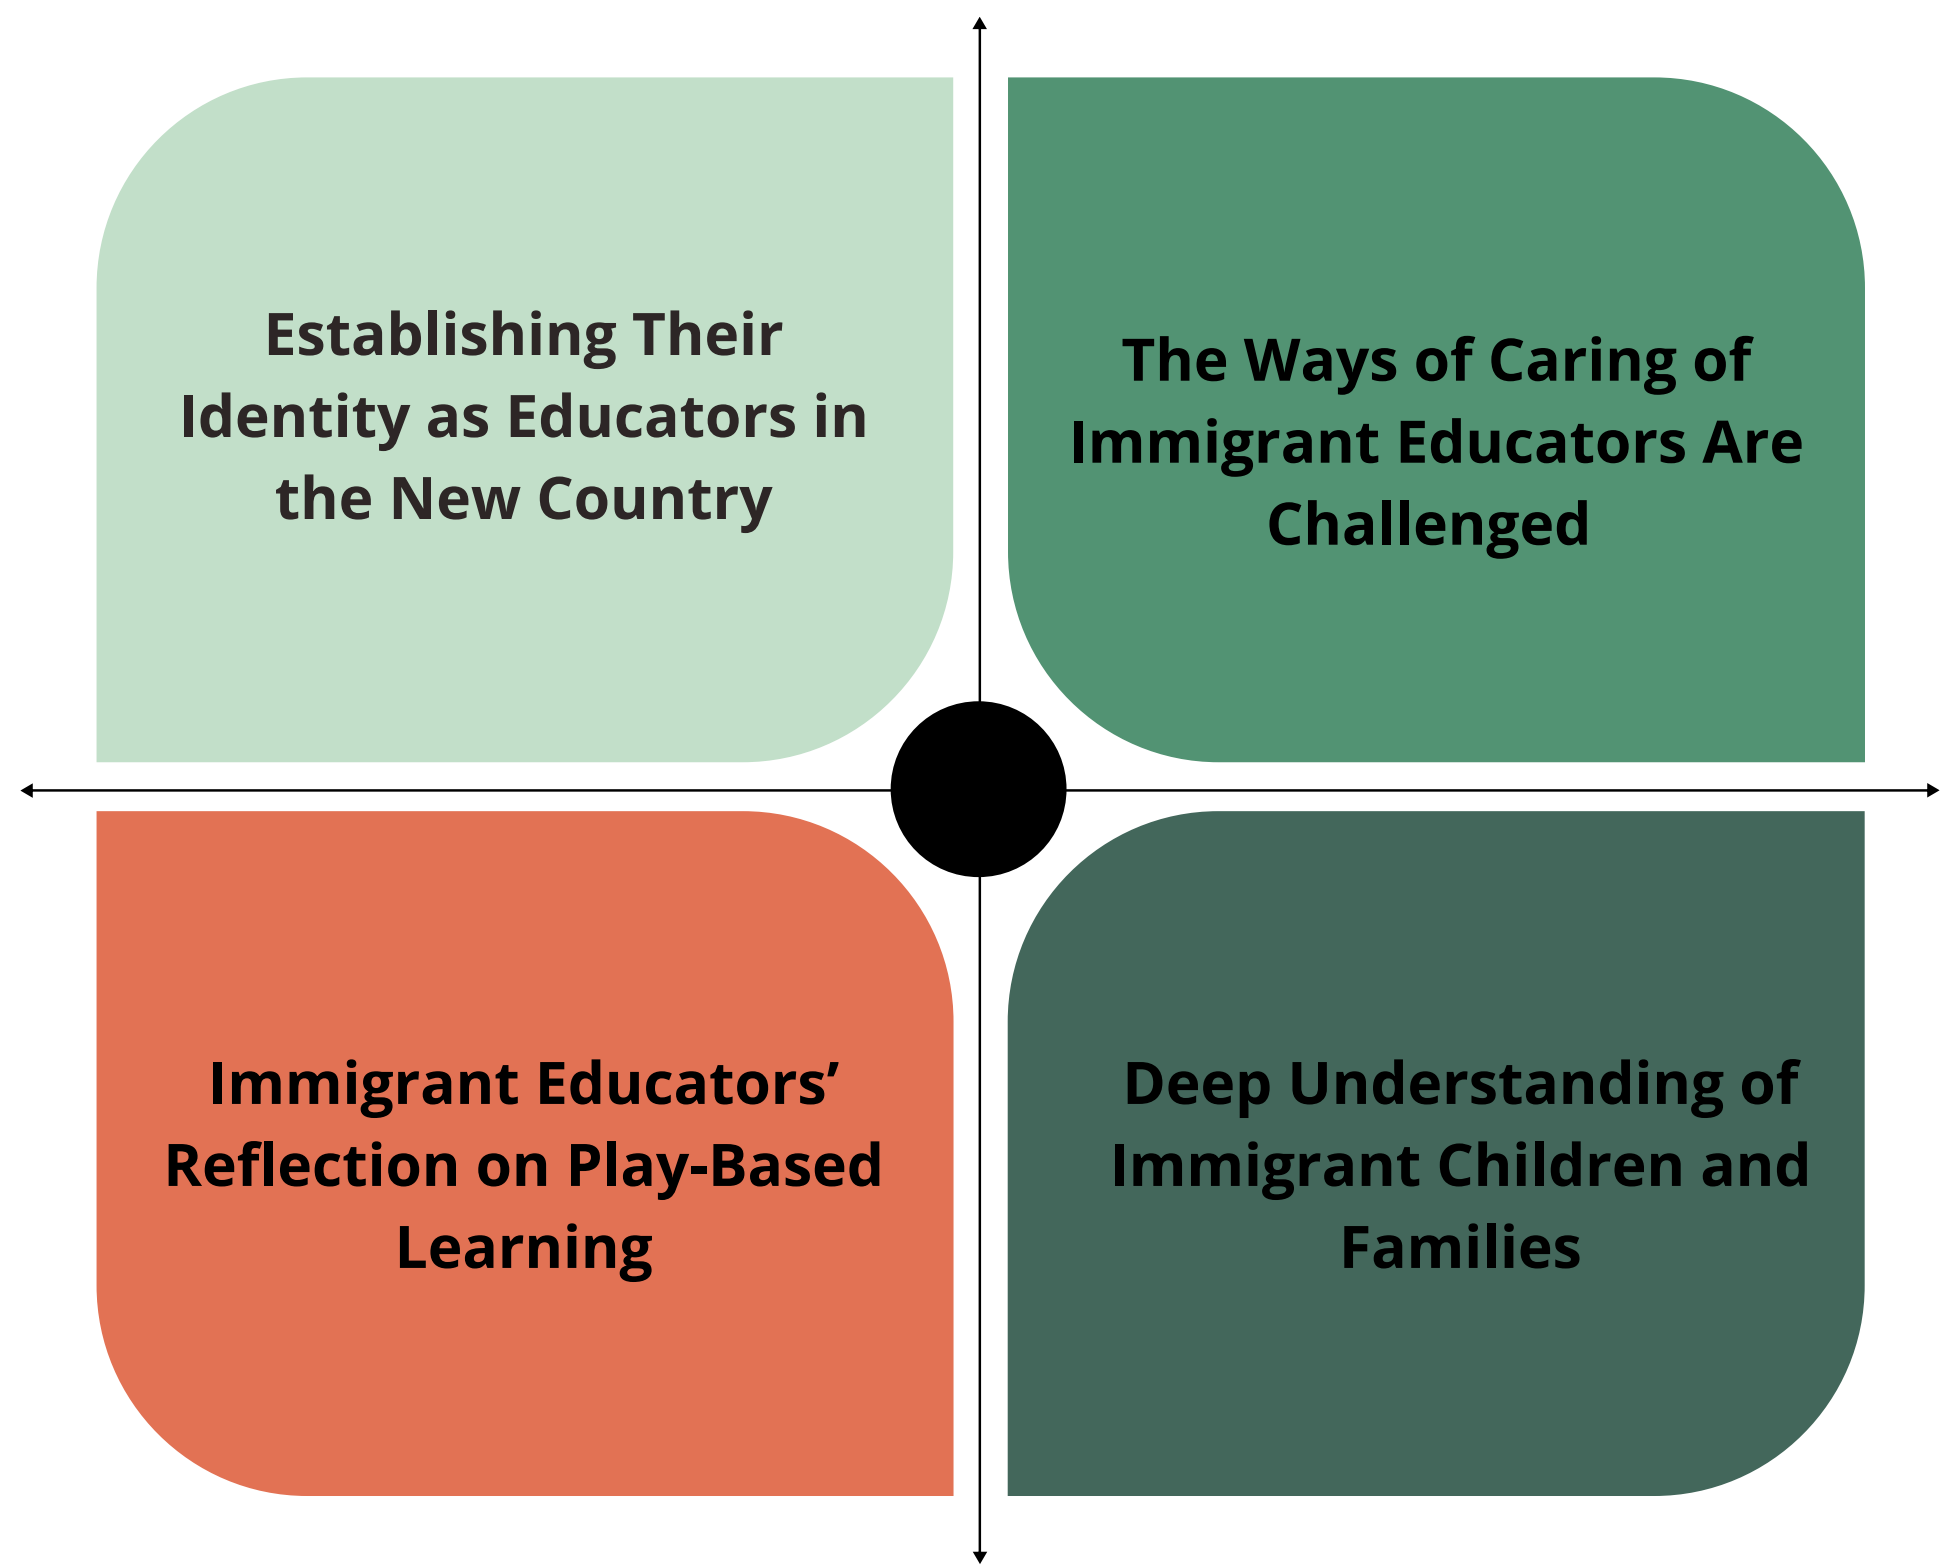 Establishing Their
Identity as Educators in
the New Country
The Ways of Caring of
Immigrant Educators Are
Challenged
Immigrant Educators’
Reflection on Play-Based
Learning
Deep Understanding of
Immigrant Children and
Families